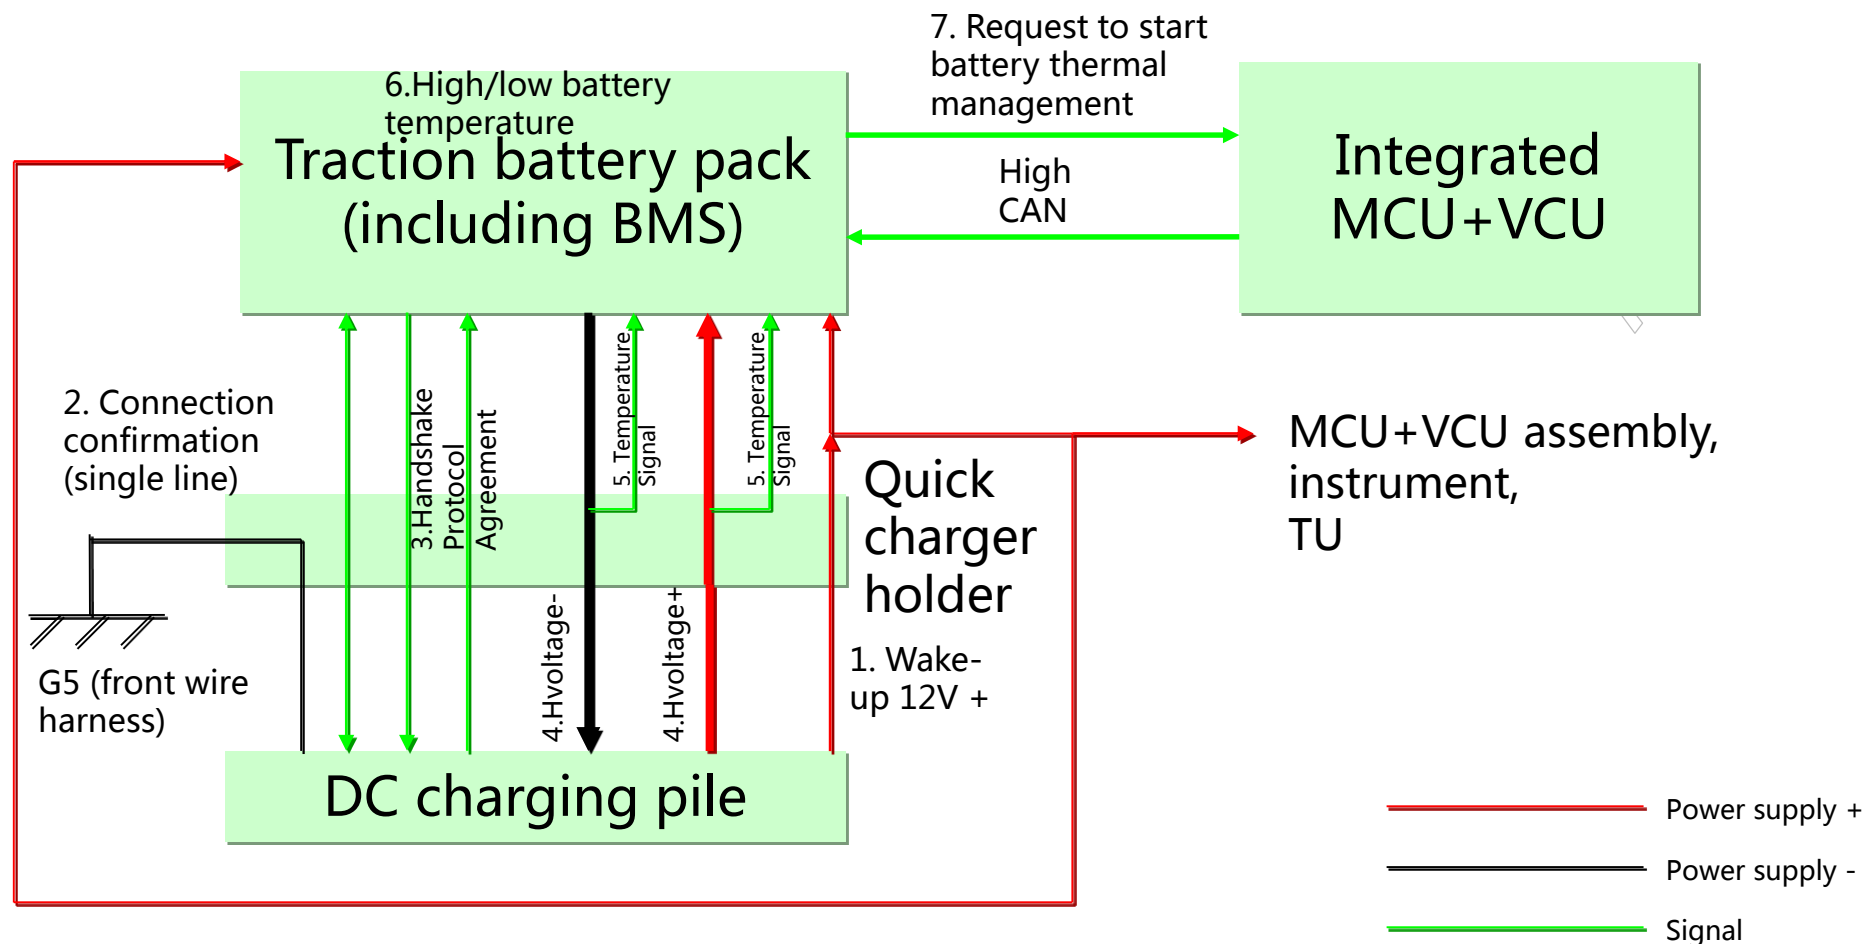 7. Request to start
battery thermal
management
6.High/low battery
temperature
Traction battery pack
(including BMS)
High
CAN
Integrated
MCU+VCU
2. Connection
confirmation
(single line)
3.Handshake
Protocol
Agreement
5. Temperature
Signal
5. Temperature
Signal
Quick
charger
holder
MCU+VCU assembly,
instrument,
TU
G5 (front wire
harness)
4.Hvoltage-
4.Hvoltage+
1. Wake-
up 12V +
DC charging pile
Power supply +
Power supply -
Signal